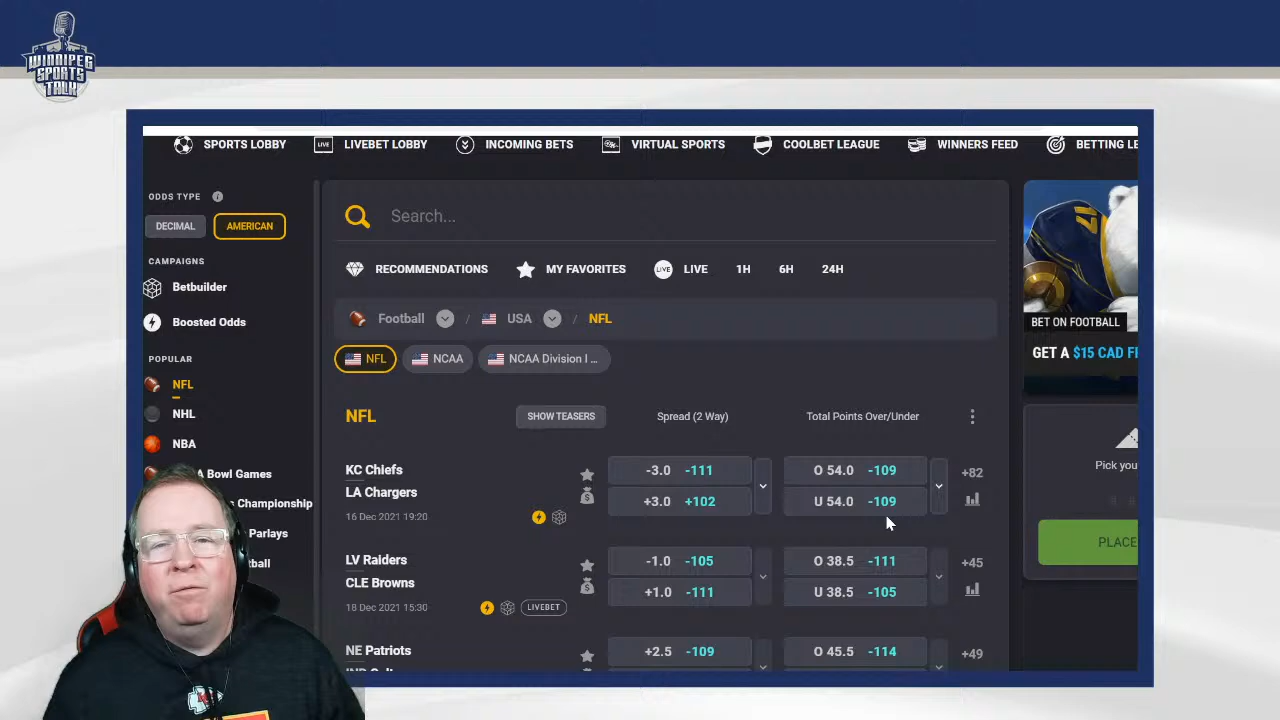 WINNIPEG
SPORTS
TALK
SPORTS LOBBY LIVE LIVEBET LOBBY INCOMING BETS VIRTUAL SPORTS COOLBET LEAGUE WINNERS FEED BETTING LE
ODDS TYPE
DECIMAL AMERICAN
CAMPAIGNS
Betbuilder
Boosted Odds
POPULAR
NFL
NHL
NBA
A Bowl Games
Championship
Parlays
tball
Search...
RECOMMENDATIONS MY FAVORITES LIVE LIVE 1H 6H 24H
Football / USA / NFL
NFL NCAA NCAA Division I ...
NFL SHOW TEASERS Spread (2 Way) Total Points Over/Under
KC Chiefs -3.0 -111 O 54.0 -109 +82
LA Chargers +3.0 +102 U 54.0 -109
16 Dec 2021 19:20
LV Raiders -1.0 -105 O 38.5 -111 +45
CLE Browns +1.0 -111 U 38.5 -105
18 Dec 2021 15:30 LIVEBET
NE Patriots +2.5 -109 O 45.5 -114 +49
BET ON FOOTBALL
GET A $15 CAD FR
Pick you
PLACE
KC